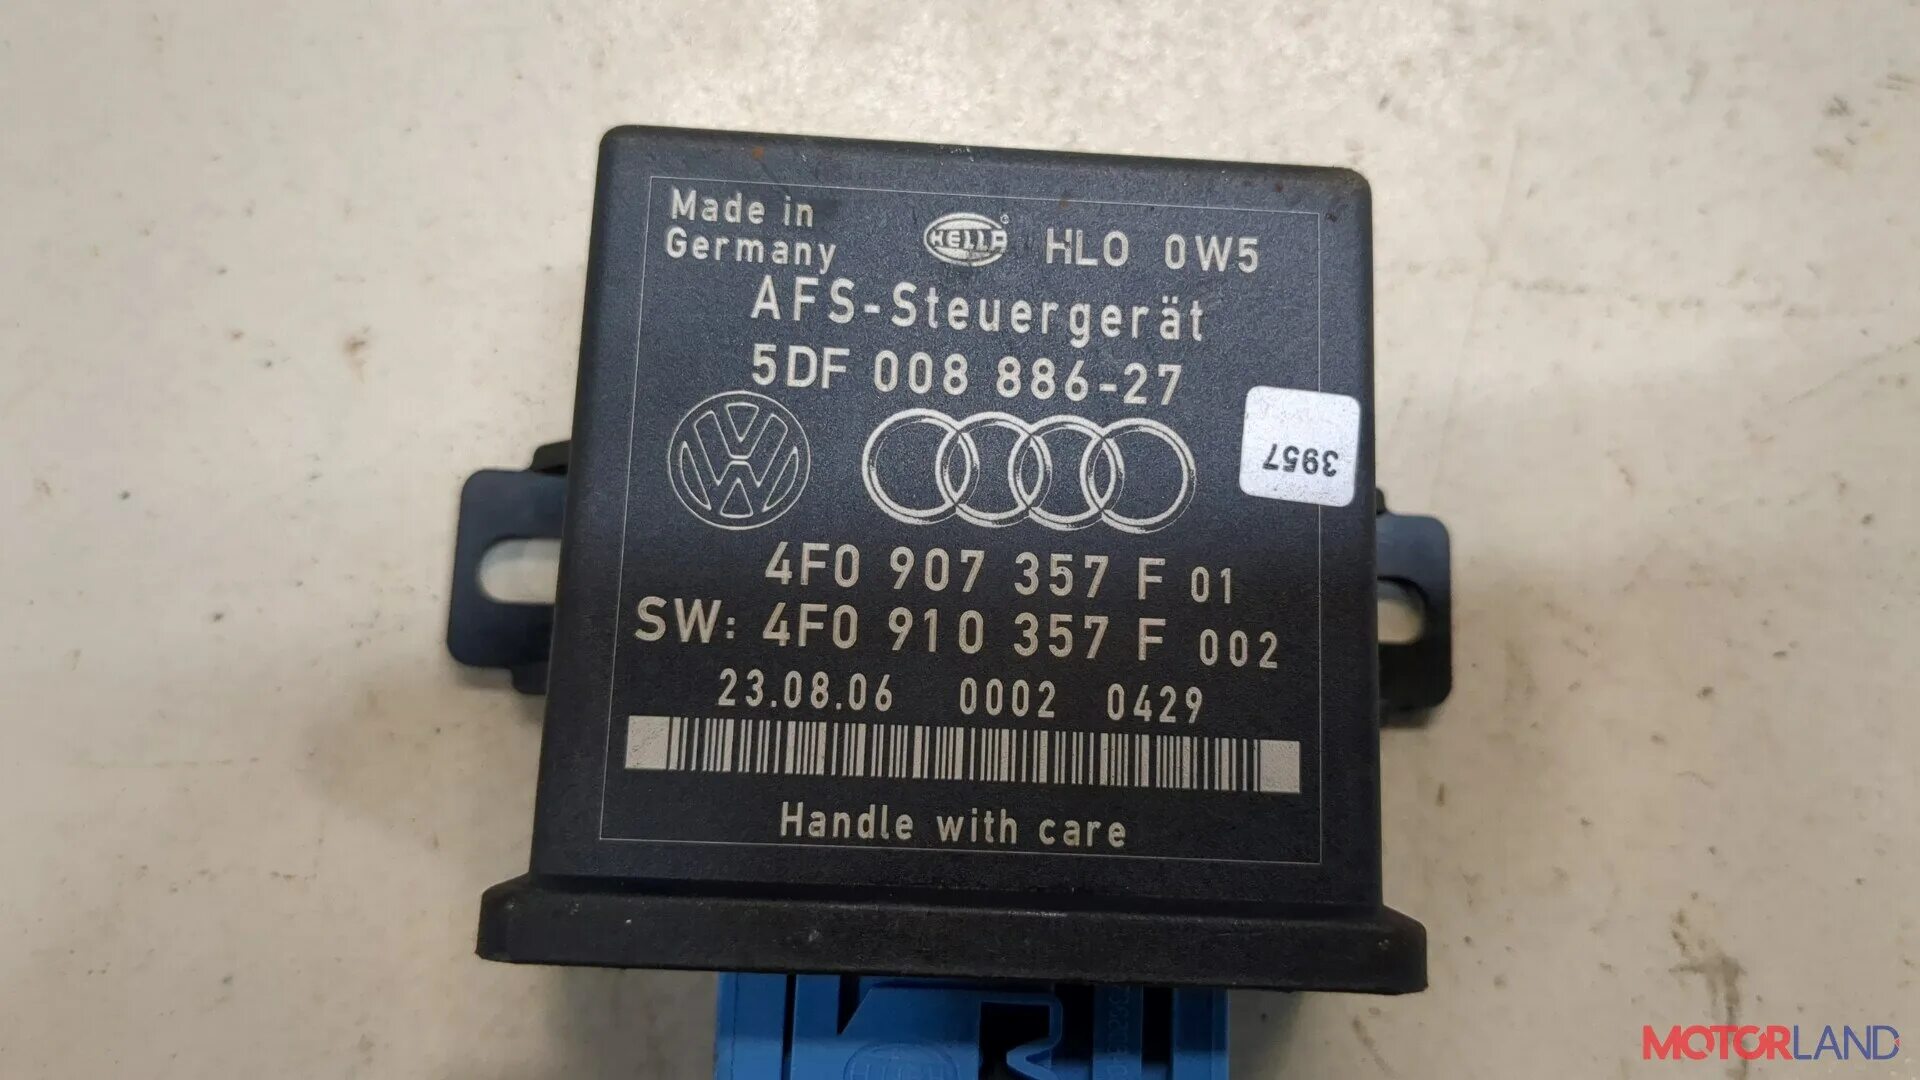 Made in
Germany
HELLA® HLO 0W5
AFS-Steuergerät
5DF 008 886-27
3957
4F0 907 357 F 01
SW: 4F0 910 357 F 002
23.08.06 0002 0429
Handle with care
MOTORLAND